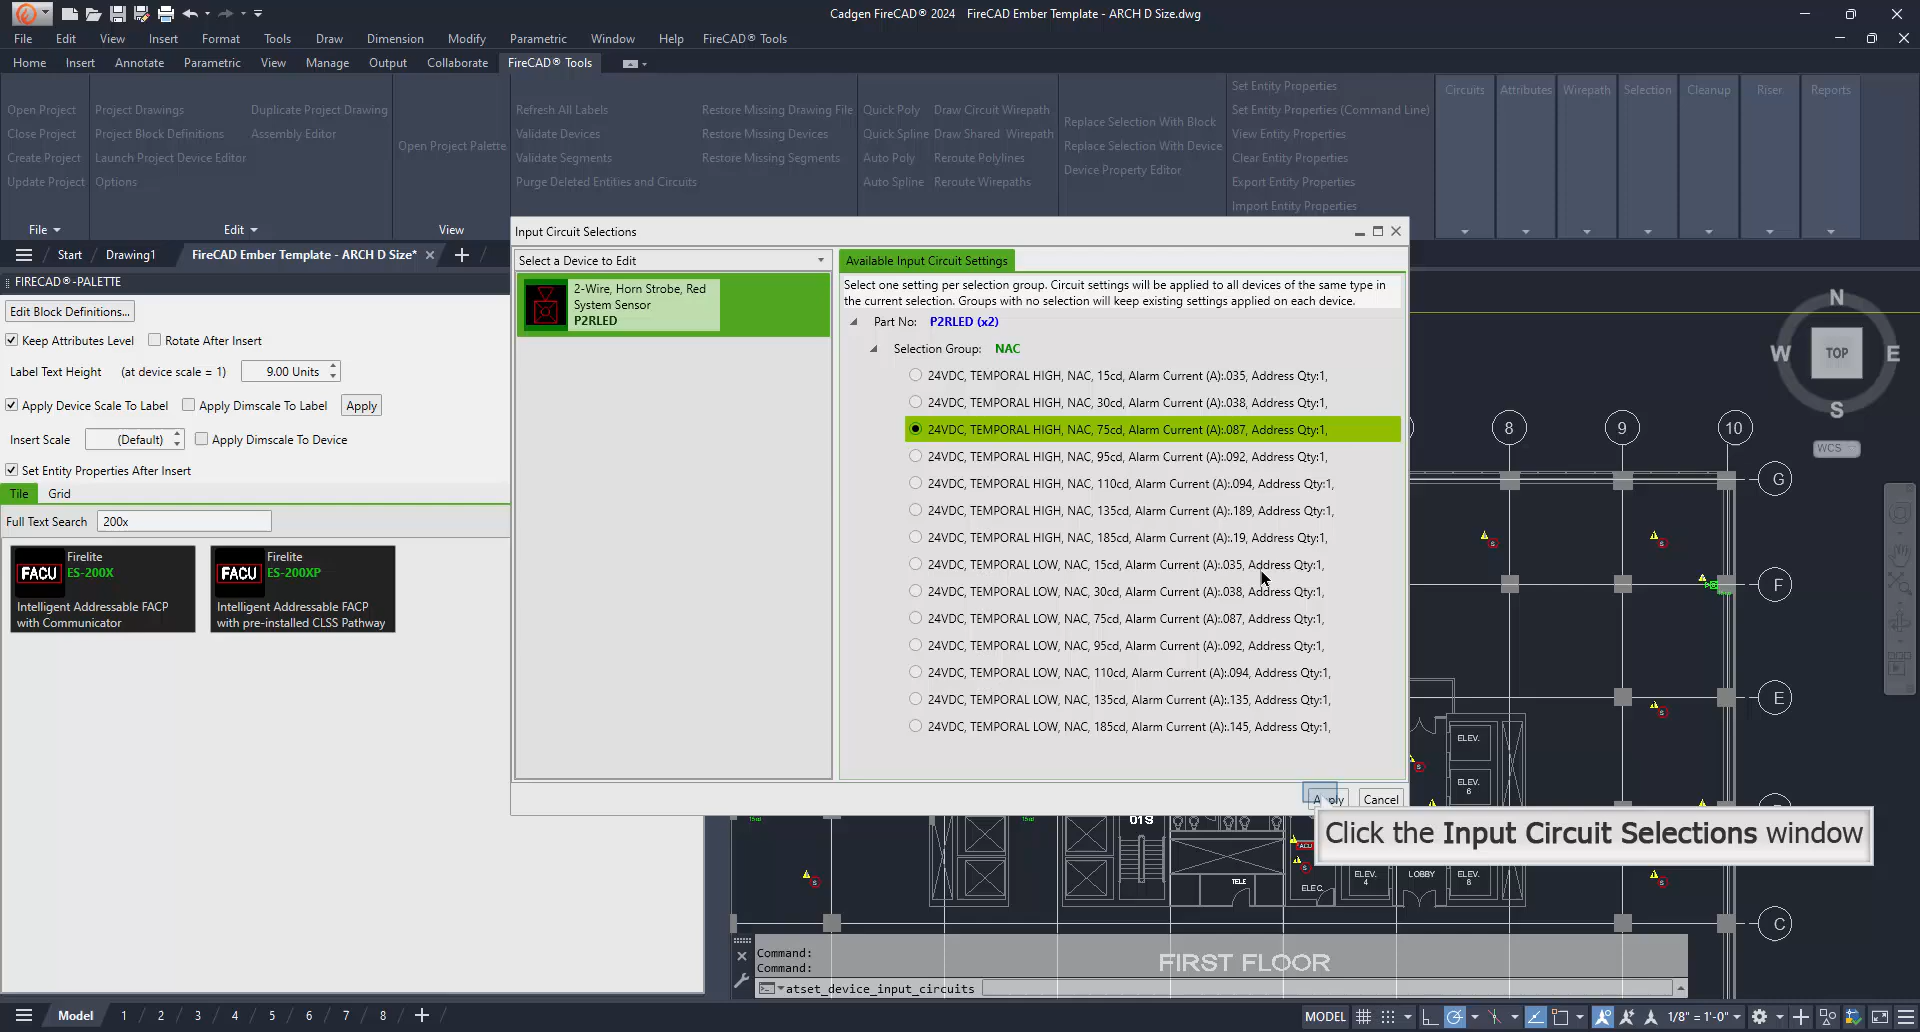 Cadgen FireCAD® 2024 FireCAD Ember Template - ARCH D Size.dwg
File Edit View Insert Format Tools Draw Dimension Modify Parametric Window Help FireCAD® Tools
Home Insert Annotate Parametric View Manage Output Collaborate FireCAD® Tools
Open Project
Close Project
Create Project
Update Project
File
Project Drawings
Project Block Definitions
Launch Project Device Editor
Options
Duplicate Project Drawing
Assembly Editor
Edit
Open Project Palette
View
Refresh All Labels
Validate Devices
Validate Segments
Purge Deleted Entities and Circuits
Restore Missing Drawing File
Restore Missing Devices
Restore Missing Segments
Quick Poly
Quick Spline
Auto Poly
Auto Spline
Draw Circuit Wirepath
Draw Shared Wirepath
Reroute Polylines
Reroute Wirepaths
Replace Selection With Block
Replace Selection With Device
Device Property Editor
Set Entity Properties
Set Entity Properties (Command Line)
View Entity Properties
Clear Entity Properties
Export Entity Properties
Import Entity Properties
Circuits Attributes Wirepath Selection Cleanup Riser Reports
Start Drawing1 FireCAD Ember Template - ARCH D Size*
FIRECAD®-PALETTE
Edit Block Definitions...
Keep Attributes Level Rotate After Insert
Label Text Height (at device scale = 1) 9.00 Units
Apply Device Scale To Label Apply Dimscale To Label Apply
Insert Scale (Default) Apply Dimscale To Device
Set Entity Properties After Insert
Tile Grid
Full Text Search 200x
FACU
Firelite
ES-200X
Intelligent Addressable FACP
with Communicator
FACU
Firelite
ES-200XP
Intelligent Addressable FACP
with pre-installed CLSS Pathway
Input Circuit Selections
Select a Device to Edit
2-Wire, Horn Strobe, Red
System Sensor
P2RLED
Available Input Circuit Settings
Select one setting per selection group. Circuit settings will be applied to all devices of the same type in
the current selection. Groups with no selection will keep existing settings applied on each device.
Part No: P2RLED (x2)
Selection Group: NAC
24VDC, TEMPORAL HIGH, NAC, 15cd, Alarm Current (A):.035, Address Qty:1,
24VDC, TEMPORAL HIGH, NAC, 30cd, Alarm Current (A):.038, Address Qty:1,
24VDC, TEMPORAL HIGH, NAC, 75cd, Alarm Current (A):.087, Address Qty:1,
24VDC, TEMPORAL HIGH, NAC, 95cd, Alarm Current (A):.092, Address Qty:1,
24VDC, TEMPORAL HIGH, NAC, 110cd, Alarm Current (A):.094, Address Qty:1,
24VDC, TEMPORAL HIGH, NAC, 135cd, Alarm Current (A):.189, Address Qty:1,
24VDC, TEMPORAL HIGH, NAC, 185cd, Alarm Current (A):.19, Address Qty:1,
24VDC, TEMPORAL LOW, NAC, 15cd, Alarm Current (A):.035, Address Qty:1,
24VDC, TEMPORAL LOW, NAC, 30cd, Alarm Current (A):.038, Address Qty:1,
24VDC, TEMPORAL LOW, NAC, 75cd, Alarm Current (A):.087, Address Qty:1,
24VDC, TEMPORAL LOW, NAC, 95cd, Alarm Current (A):.092, Address Qty:1,
24VDC, TEMPORAL LOW, NAC, 110cd, Alarm Current (A):.094, Address Qty:1,
24VDC, TEMPORAL LOW, NAC, 135cd, Alarm Current (A):.135, Address Qty:1,
24VDC, TEMPORAL LOW, NAC, 185cd, Alarm Current (A):.145, Address Qty:1,
Apply Cancel
Click the Input Circuit Selections window
N
W TOP E
S
WCS
8 9 10
G
F
E
C
ELEV.
ELEV.
6
15cd 15cd
TELE
ELEC.
FACU
ELEV.
4
LOBBY
ELEV.
8
FIRST FLOOR
Command:
Command:
atset_device_input_circuits
Model 1 2 3 4 5 6 7 8
MODEL 1/8" = 1'-0"